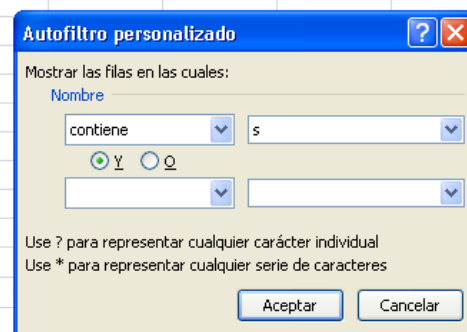 Autofiltro personalizado
Mostrar las filas en las cuales:
Nombre
contiene s
Y O
Use ? para representar cualquier carácter individual
Use * para representar cualquier serie de caracteres
Aceptar Cancelar